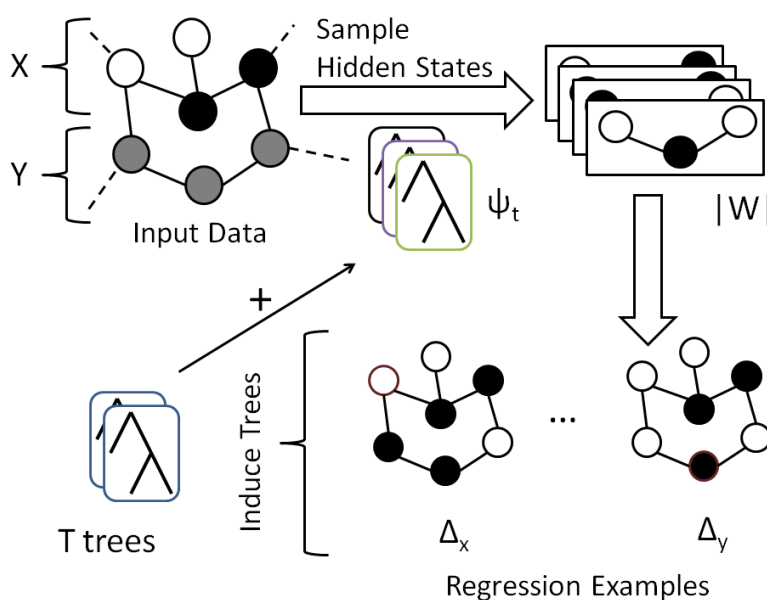 X
Y
Input Data
Sample
Hidden States
ψt
|W|
+
T trees
Induce Trees
Δx
...
Δy
Regression Examples